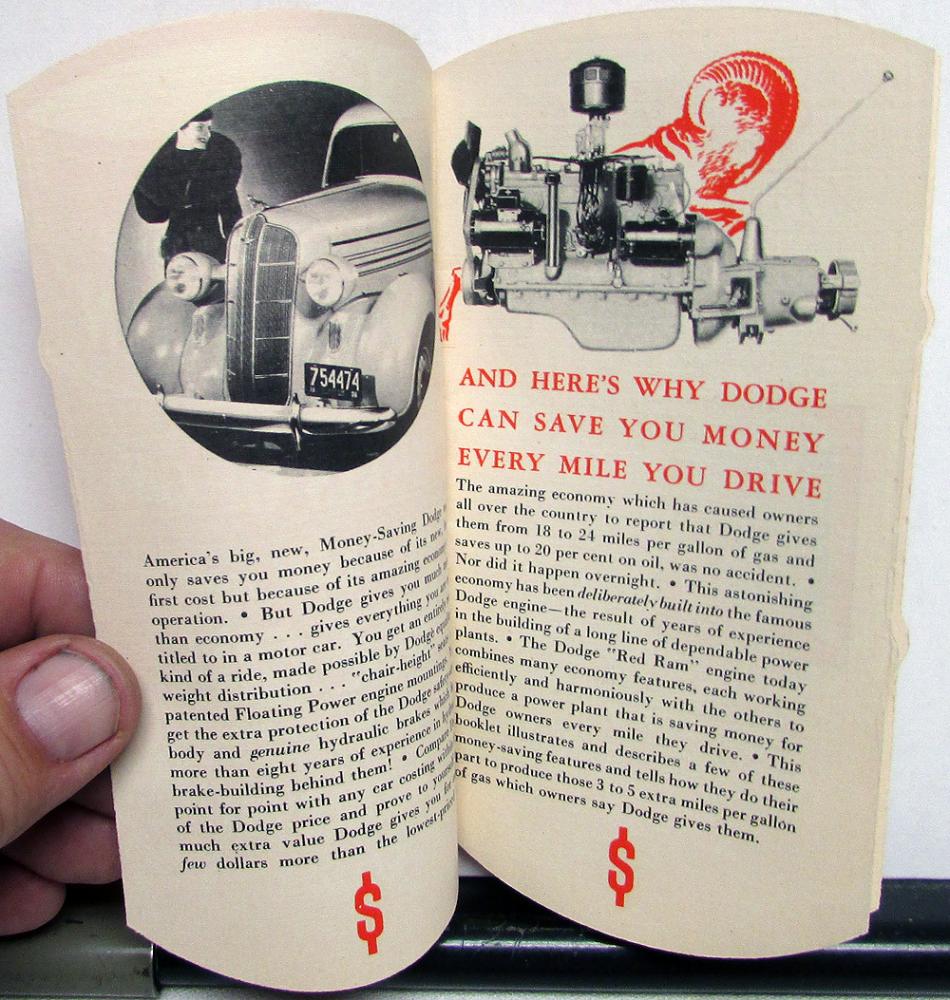 754474
America's big, new, Money-Saving Dodge
only saves you money because of its new,
first cost but because of its amazing
operation. • But Dodge gives you much
than economy . . . gives everything you
titled to in a motor car. You get an entirely
kind of a ride, made possible by Dodge
weight distribution . . . "chair-height"
patented Floating Power engine mountings
get the extra protection of the Dodge
body and genuine hydraulic brakes
more than eight years of experience in
brake-building behind them! •
point for point with any car costing
of the Dodge price and prove to
much extra value Dodge gives you
few dollars more than the
$
AND HERE'S WHY DODGE
CAN SAVE YOU MONEY
EVERY MILE YOU DRIVE
The amazing economy which has caused owners
all over the country to report that Dodge gives
them from 18 to 24 miles per gallon of gas and
saves up to 20 per cent on oil, was no accident. •
Nor did it happen overnight. • This astonishing
economy has been deliberately built into the famous
Dodge engine—the result of years of experience
in the building of a long line of dependable power
plants. • The Dodge "Red Ram" engine today
combines many economy features, each working
efficiently and harmoniously with the others to
produce a power plant that is saving money for
Dodge owners every mile they drive. • This
booklet illustrates and describes a few of these
money-saving features and tells how they do their
part to produce those 3 to 5 extra miles per gallon
of gas which owners say Dodge gives them.
$